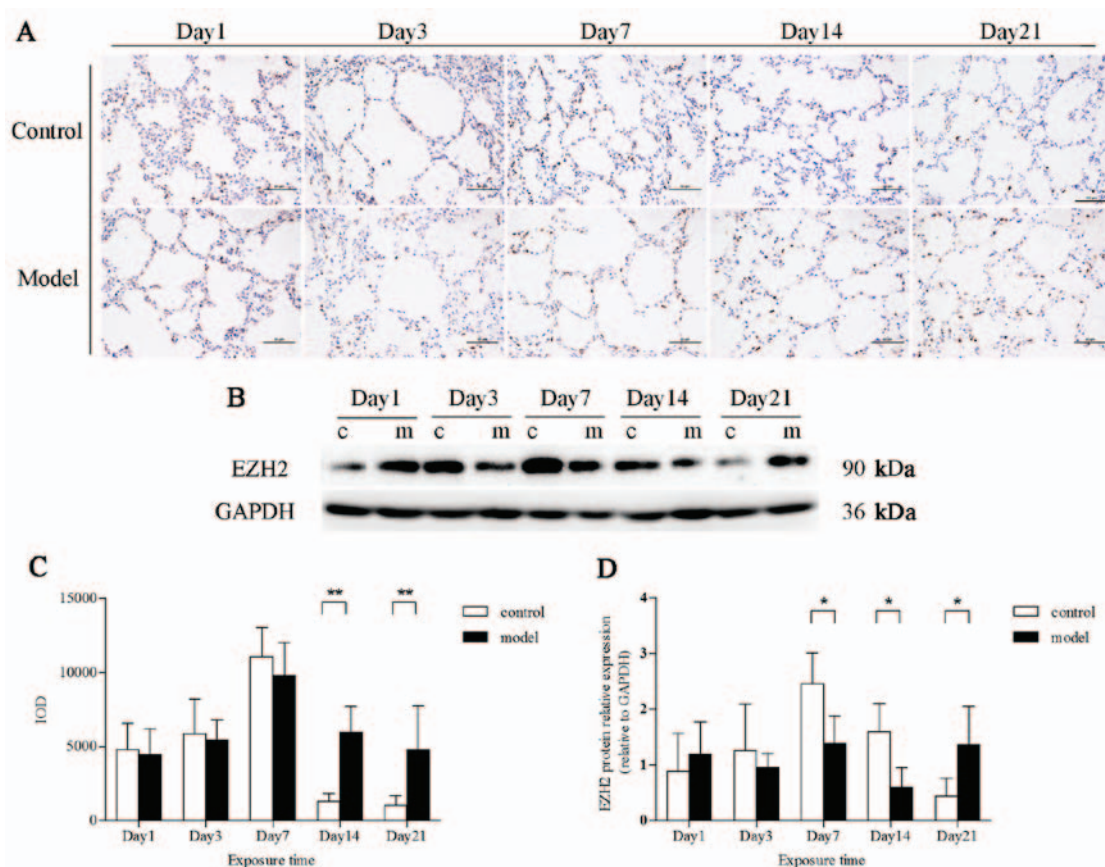 A
Day1 Day3 Day7 Day14 Day21
Control
Model
B
Day1 Day3 Day7 Day14 Day21
c m c m c m c m c m
EZH2 90 kDa
GAPDH 36 kDa
C
15000
10000
5000
0
IOD
** **
control
model
Day1 Day3 Day7 Day14 Day21
Exposure time
D
4
3
2
1
0
EZH2 protein relative expression
(relative to GAPDH)
* * *
control
model
Day1 Day3 Day7 Day14 Day21
Exposure time